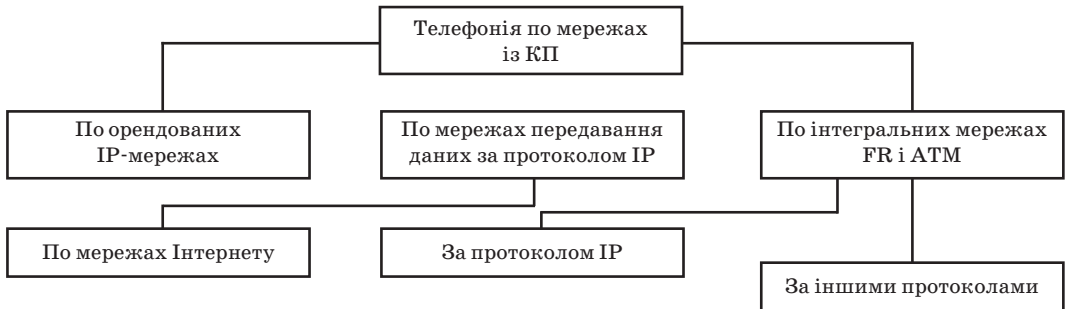 Телефонія по мережах
із КП
По орендованих
IP-мережах
По мережах передавання
даних за протоколом IP
По інтегральних мережах
FR і ATM
По мережах Інтернету
За протоколом IP
За іншими протоколами